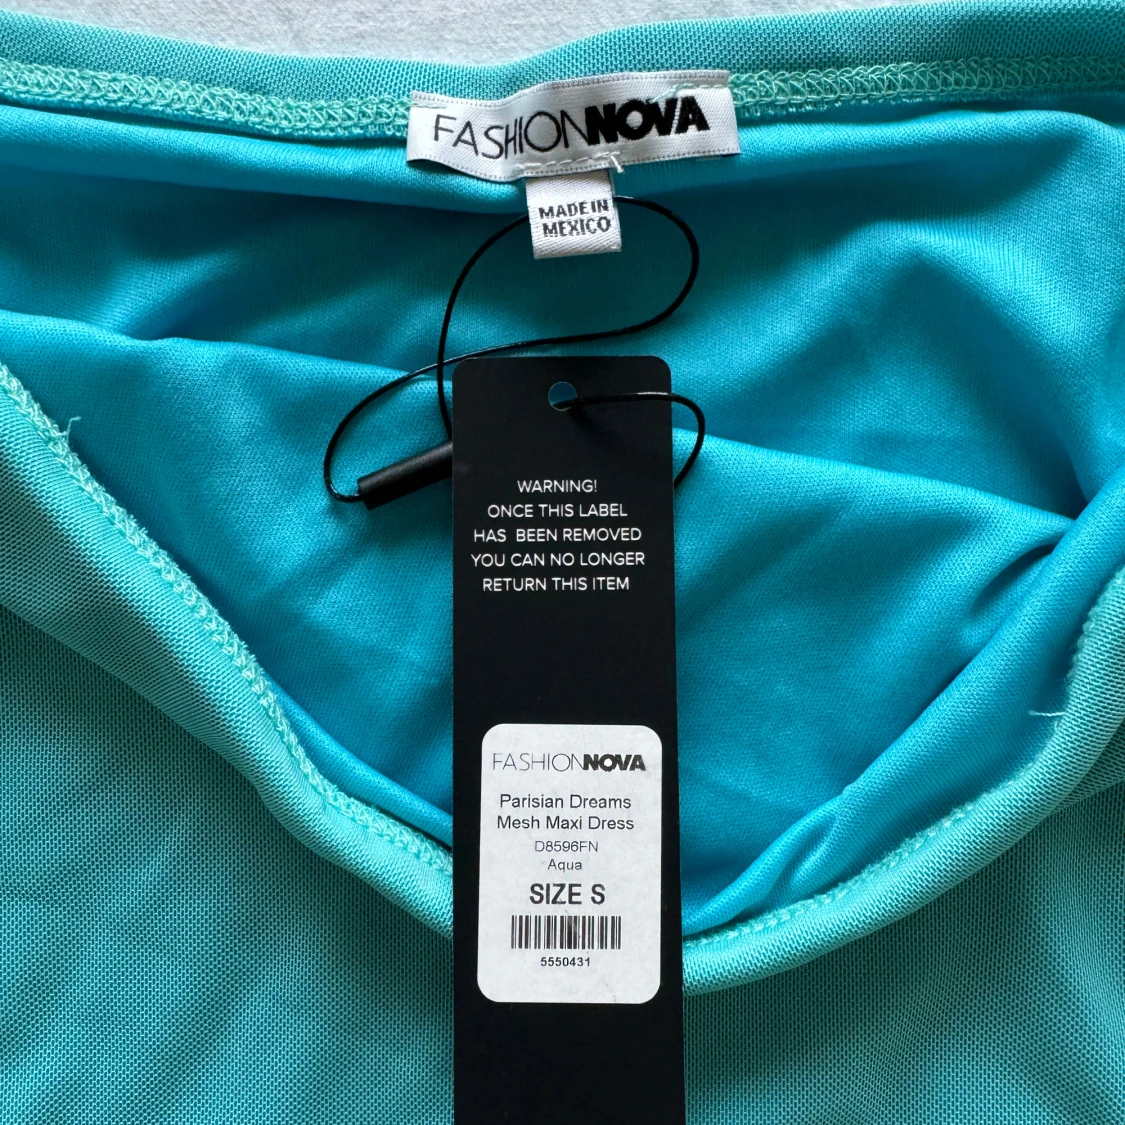 FASHIONNOVA
MADE IN
MEXICO
WARNING!
ONCE THIS LABEL
HAS BEEN REMOVED
YOU CAN NO LONGER
RETURN THIS ITEM
FASHIONNOVA
Parisian Dreams
Mesh Maxi Dress
D8596FN
Aqua
SIZE S
5550431